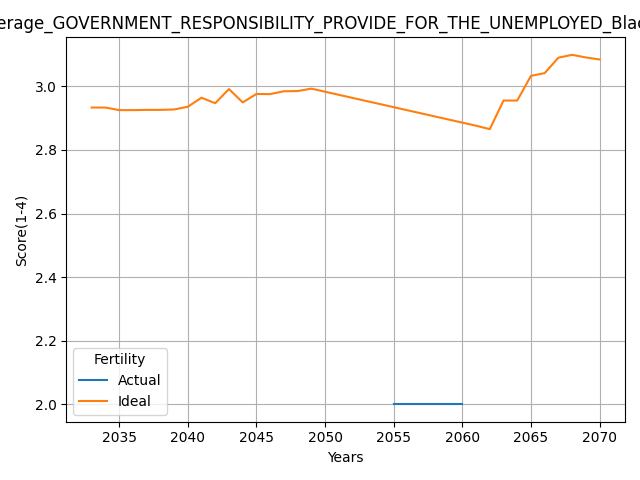 erage_GOVERNMENT_RESPONSIBILITY_PROVIDE_FOR_THE_UNEMPLOYED_Bla
3.0
2.8
2.6
2.4
2.2
2.0
Score(1-4)
Fertility
Actual
Ideal
2035 2040 2045 2050 2055 2060 2065 2070
Years